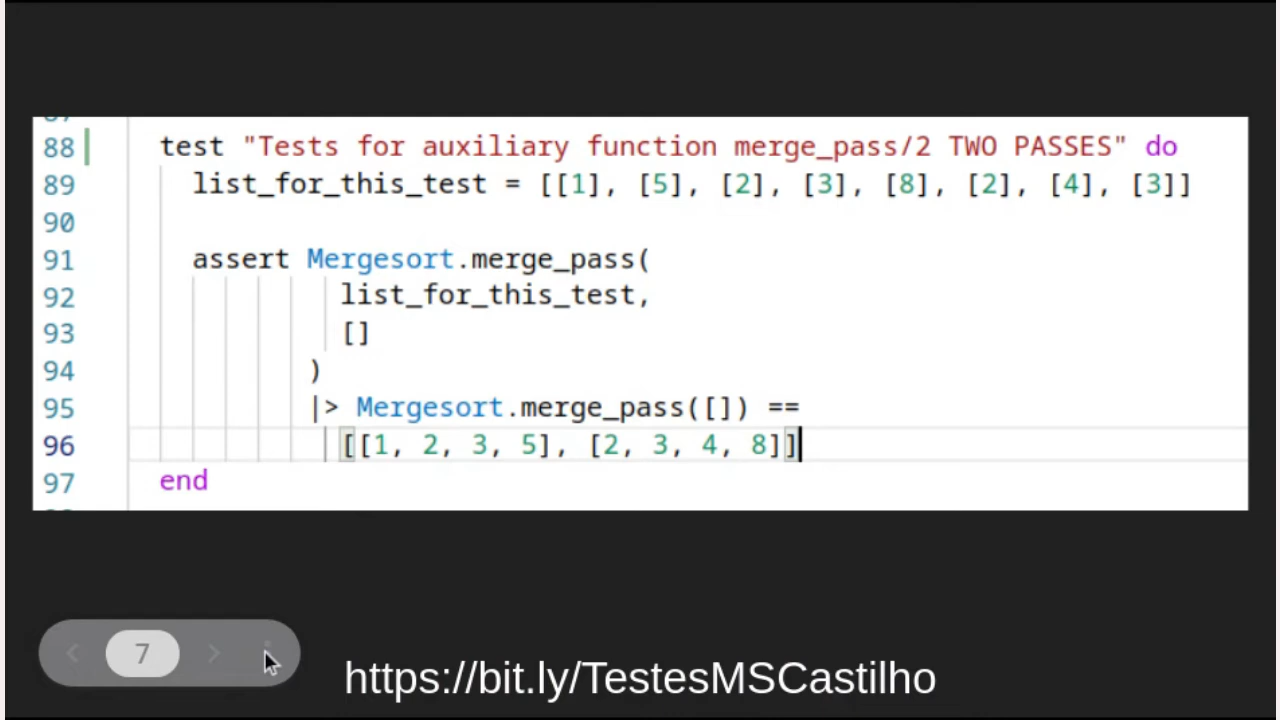 88 test "Tests for auxiliary function merge_pass/2 TWO PASSES" do
89 list_for_this_test = [[1], [5], [2], [3], [8], [2], [4], [3]]
90
91 assert Mergesort.merge_pass(
92 list_for_this_test,
93 []
94 )
95 |> Mergesort.merge_pass([]) ==
96 [[1, 2, 3, 5], [2, 3, 4, 8]]
97 end
7
https://bit.ly/TestesMSCastilho